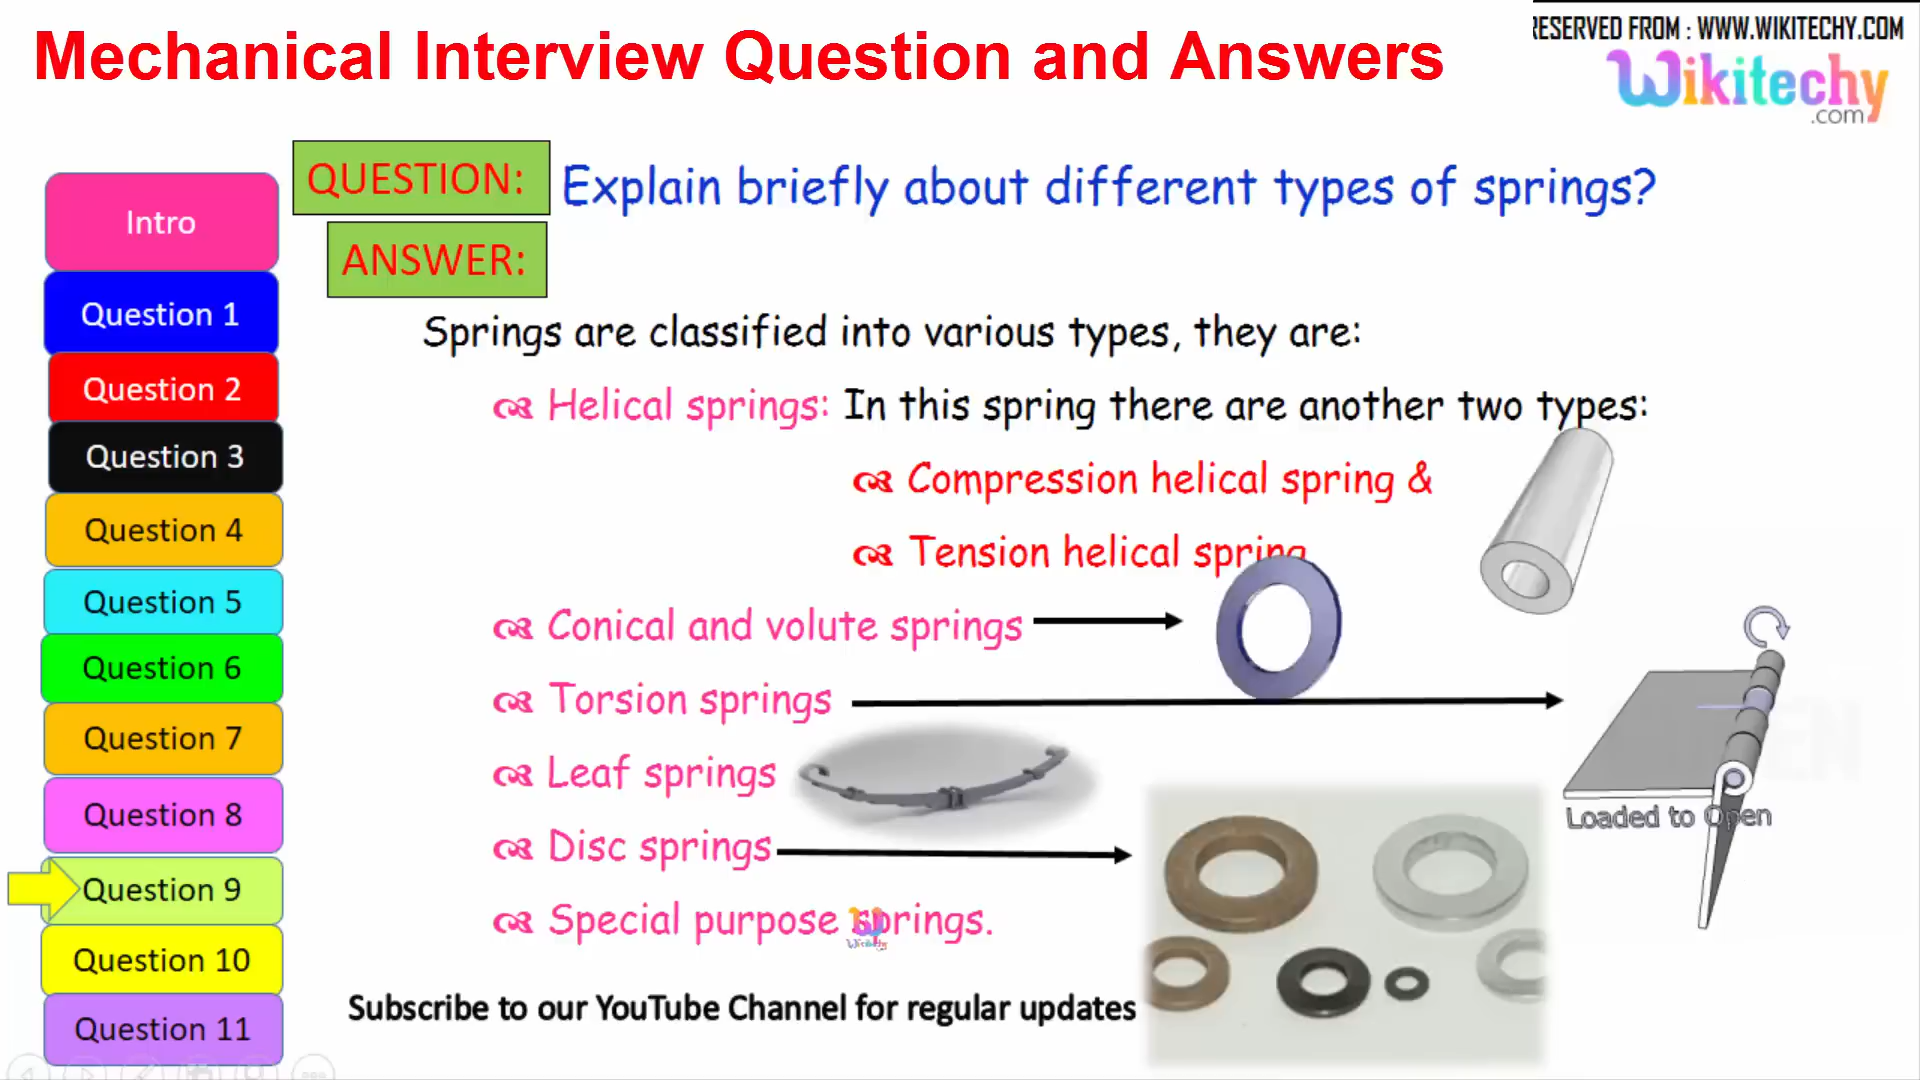 Mechanical Interview Question and Answers
RESERVED FROM : WWW.WIKITECHY.COM
Wikitechy
.com
QUESTION: Explain briefly about different types of springs?
ANSWER:
Intro
Question 1
Question 2
Question 3
Question 4
Question 5
Question 6
Question 7
Question 8
Question 9
Question 10
Question 11
Springs are classified into various types, they are:
Helical springs: In this spring there are another two types:
Compression helical spring &
Tension helical spring
Conical and volute springs
Torsion springs
Leaf springs
Disc springs
Special purpose springs.
Wikitechy
Loaded to Open
Subscribe to our YouTube Channel for regular updates